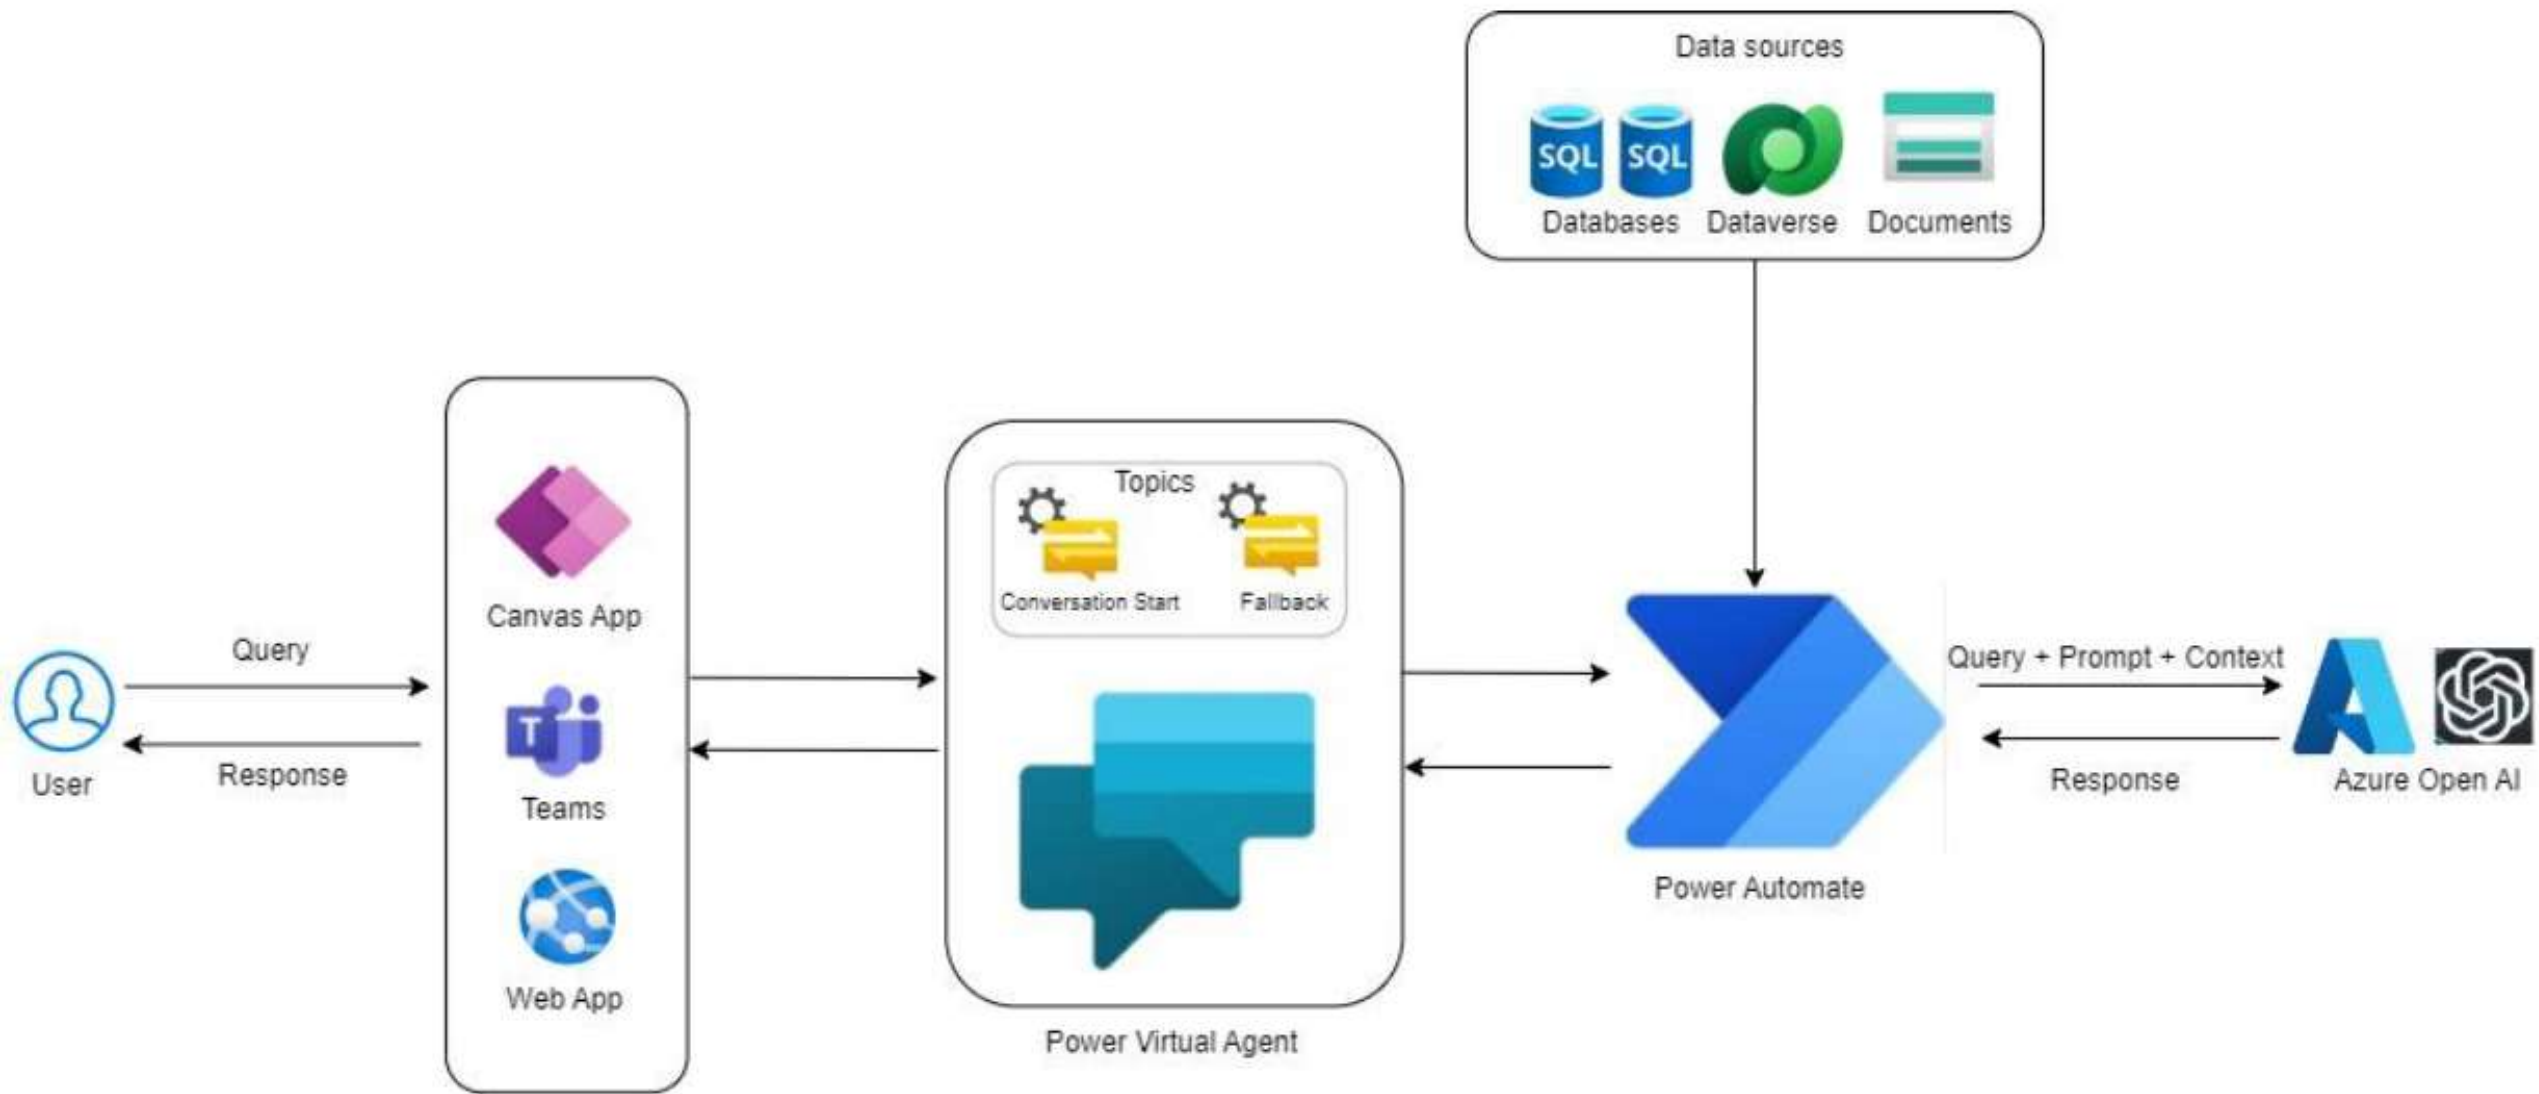 Data sources
SQL SQL
Databases Dataverse Documents
Topics
Conversation Start Fallback
Canvas App
Query
Response
User
T
Teams
Web App
Power Virtual Agent
Query + Prompt + Context
Response
Azure Open AI
Power Automate